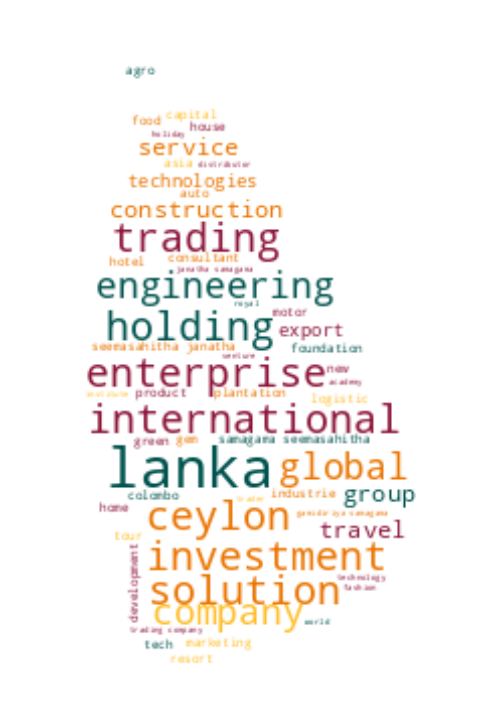 agro
capital
food
house
holiday
service
asia distributor
technologies
auto
construction
trading
hotel consultant
janatha samagama
engineering
royal
holding motor
export
seemasahitha janatha foundation
venture
enterprise new
academy
product plantation
logistic
international
green gem samagama seemasahitha
lanka global
colombo industrie group
trader
home ceylon
travel
tour
investment
development
technology
solution fashion
company
world
trading company
tech marketing
resort